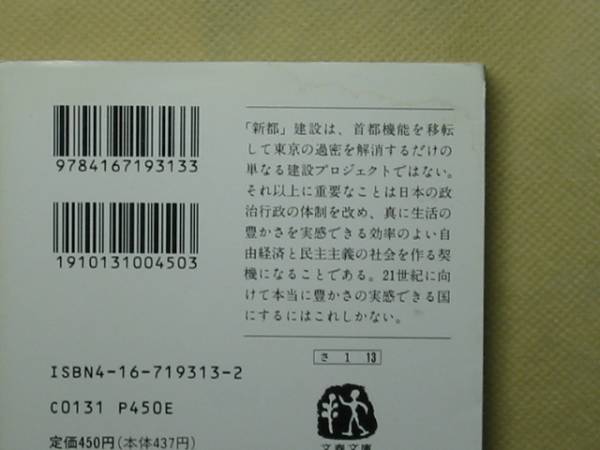 9784167193133
1910131004503
「新都」建設は、首都機能を移転
して東京の過密を解消するだけの
単なる建設プロジェクトではない。
それ以上に重要なことは日本の政
治行政の体制を改め、真に生活の
豊かさを実感できる効率のよい自
由経済と民主主義の社会を作る契
機になることである。21世紀に向
けて本当に豊かさの実感できる国
にするにはこれしかない。
さ 1 13
ISBN4-16-719313-2
C0131 P450E
定価450円(本体437円)
文春文庫